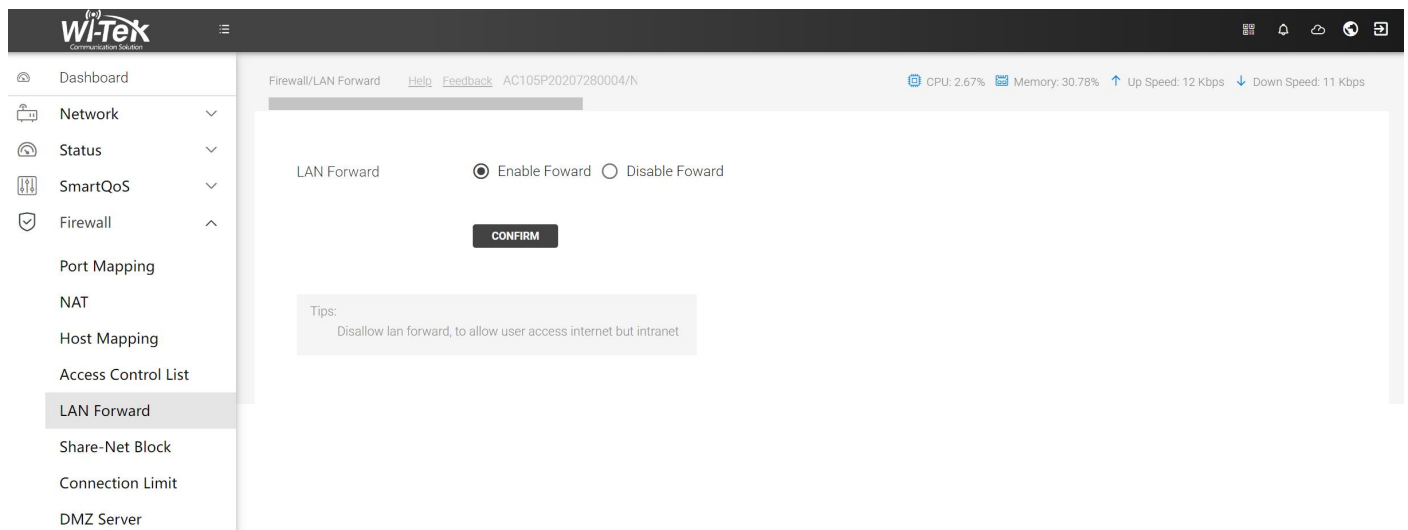 Wi-Tek
Communication Solution
Dashboard
Firewall/LAN Forward Help Feedback AC105P20207280004/N
CPU: 2.67% Memory: 30.78% Up Speed: 12 Kbps Down Speed: 11 Kbps
Network
Status
SmartQoS
Firewall
Port Mapping
NAT
Host Mapping
Access Control List
LAN Forward
Share-Net Block
Connection Limit
DMZ Server
LAN Forward Enable Foward Disable Foward
CONFIRM
Tips:
Disallow lan forward, to allow user access internet but intranet